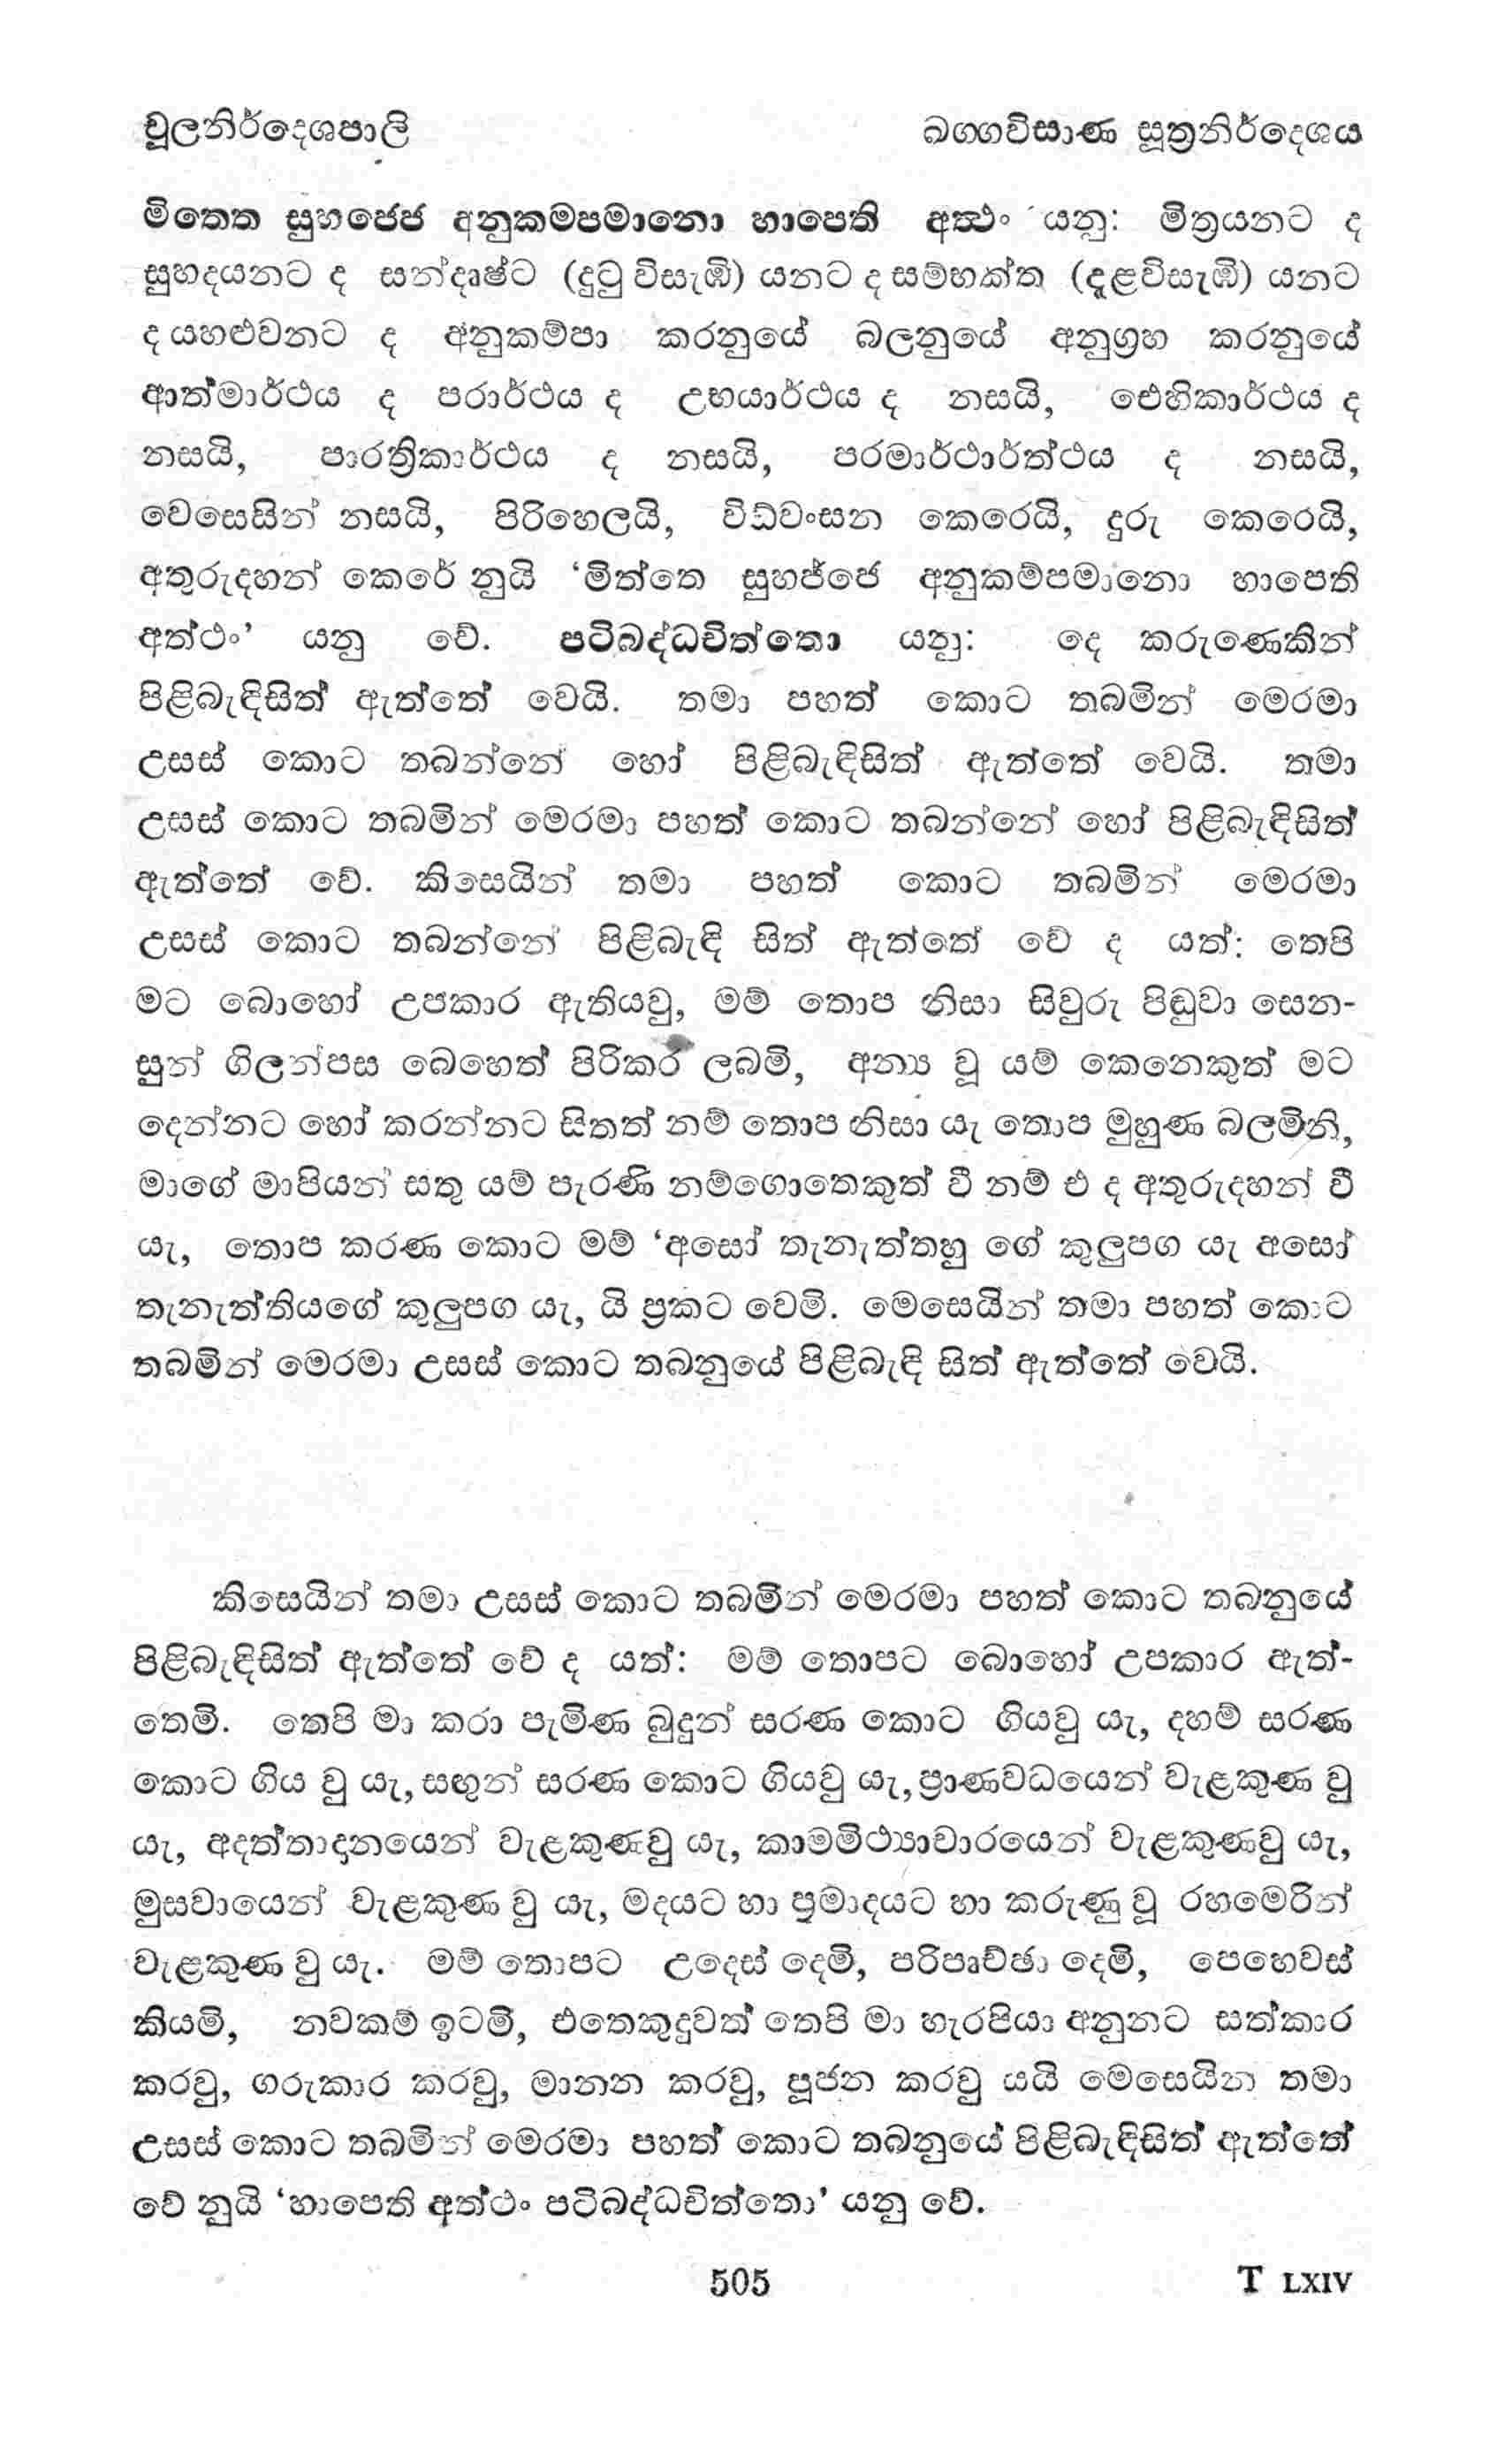 චූලනිර්දෙශපාලි ඛග්ගවිසාණ සූත්‍රනිර්දෙශය
මිත්තෙ සුහජ්ජෙ අනුකම්පමානො හාපෙති අත්ථං යනු: මිත්‍රයනට ද
සුහදයනට ද සන්දෘෂ්ට (දුටු විසැඹි) යනට ද සම්භක්ත (දළවිසැඹි) යනට
ද යහළුවනට ද අනුකම්පා කරනුයේ බලනුයේ අනුග්‍රහ කරනුයේ
ආත්මාර්ථය ද පරාර්ථය ද උභයාර්ථය ද නසයි, ඓහිකාර්ථය ද
නසයි, පාරත්‍රිකාර්ථය ද නසයි, පරමාර්ථාර්ත්ථය ද නසයි,
වෙසෙසින් නසයි, පිරිහෙලයි, විඩ්වංසන කෙරෙයි, දුරු කෙරෙයි,
අතුරුදහන් කෙරේ නුයි ‘මිත්තෙ සුහජ්ජෙ අනුකම්පමානො හාපෙති
අත්ථං’ යනු වේ. පටිබද්ධචිත්තො යනු: දෙ කරුණෙකින්
පිළිබැඳිසිත් ඇත්තේ වෙයි. තමා පහත් කොට තබමින් මෙරමා
උසස් කොට තබන්නේ හෝ පිළිබැඳිසිත් ඇත්තේ වෙයි. තමා
උසස් කොට තබමින් මෙරමා පහත් කොට තබන්නේ හෝ පිළිබැඳිසිත්
ඇත්තේ වේ. කිසෙයින් තමා පහත් කොට තබමින් මෙරමා
උසස් කොට තබන්නේ පිළිබැඳි සිත් ඇත්තේ වේ ද යත්: තෙපි
මට බොහෝ උපකාර ඇතියවු, මම් තොප නිසා සිවුරු පිඬුවා සෙන-
සුන් ගිලන්පස බෙහෙත් පිරිකර ලබමි, අන්‍ය වූ යම් කෙනෙකුත් මට
දෙන්නට හෝ කරන්නට සිතත් නම් තොප නිසා යැ තොප මුහුණ බලමිනි,
මාගේ මාපියන් සතු යම් පැරණි නම්ගොතෙකුත් වී නම් එ ද අතුරුදහන් වී
යැ, තොප කරණ කොට මම් ‘අසෝ තැනැත්තහු ගේ කුලුපග යැ අසෝ
තැනැත්තියගේ කුලුපග යැ, යි ප්‍රකට වෙමි. මෙසෙයින් තමා පහත් කොට
තබමින් මෙරමා උසස් කොට තබනුයේ පිළිබැඳි සිත් ඇත්තේ වෙයි.
කිසෙයින් තමා උසස් කොට තබමින් මෙරමා පහත් කොට තබනුයේ
පිළිබැඳිසිත් ඇත්තේ වේ ද යත්: මම් තොපට බොහෝ උපකාර ඇත්-
තෙමි. තෙපි මා කරා පැමිණ බුදුන් සරණ කොට ගියවු යැ, දහම් සරණ
කොට ගිය වු යැ, සඟුන් සරණ කොට ගියවු යැ, ප්‍රාණවධයෙන් වැළකුණ වු
යැ, අදත්තාදානයෙන් වැළකුණවු යැ, කාමමිථ්‍යාචාරයෙන් වැළකුණවු යැ,
මුසවායෙන් වැළකුණ වු යැ, මදයට හා ප්‍රමාදයට හා කරුණු වූ රහමෙරින්
වැළකුණ වු යැ. මම් තොපට උදෙස් දෙමි, පරිපෘච්ඡා දෙමි, පෙහෙවස්
කියමි, නවකම් ඉටමි, එතෙකුදුවත් තෙපි මා හැරපියා අනුනට සත්කාර
කරවු, ගරුකාර කරවු, මානන කරවු, පූජන කරවු යයි මෙසෙයින තමා
උසස් කොට තබමින් මෙරමා පහත් කොට තබනුයේ පිළිබැඳිසිත් ඇත්තේ
වේ නුයි ‘හාපෙති අත්ථං පටිබද්ධචිත්තො’ යනු වේ.
505 T LXIV